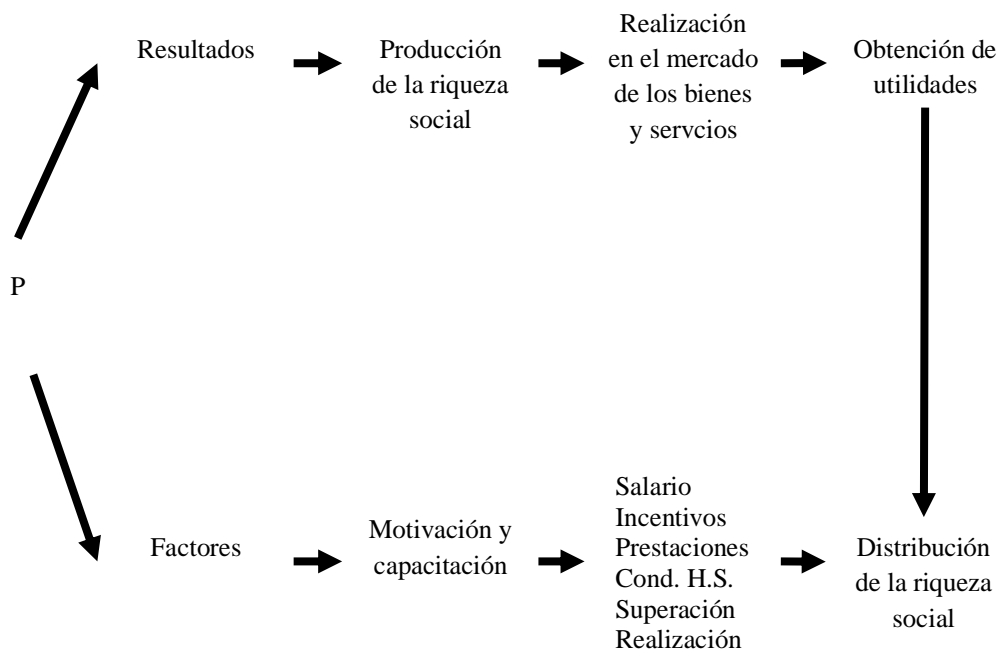 Resultados
Producción
de la riqueza
social
Realización
en el mercado
de los bienes
y servcios
Obtención de
utilidades
P
Factores
Motivación y
capacitación
Salario
Incentivos
Prestaciones
Cond. H.S.
Superación
Realización
Distribución
de la riqueza
social